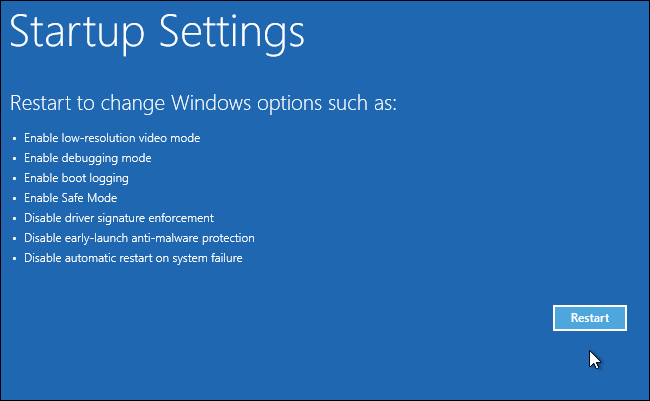 Startup Settings
Restart to change Windows options such as:
▪ Enable low-resolution video mode
▪ Enable debugging mode
▪ Enable boot logging
▪ Enable Safe Mode
▪ Disable driver signature enforcement
▪ Disable early-launch anti-malware protection
▪ Disable automatic restart on system failure
Restart